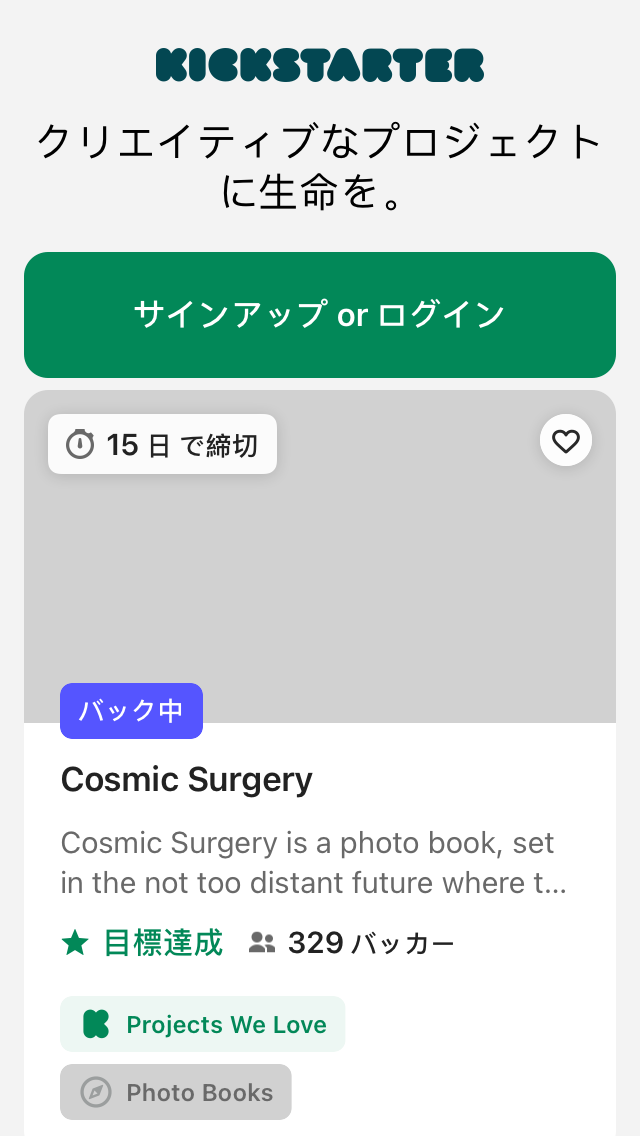 KICKSTARTER
クリエイティブなプロジェクト
に生命を。
サインアップ or ログイン
15 日 で締切
バック中
Cosmic Surgery
Cosmic Surgery is a photo book, set
in the not too distant future where t...
目標達成 329 バッカー
Projects We Love
Photo Books